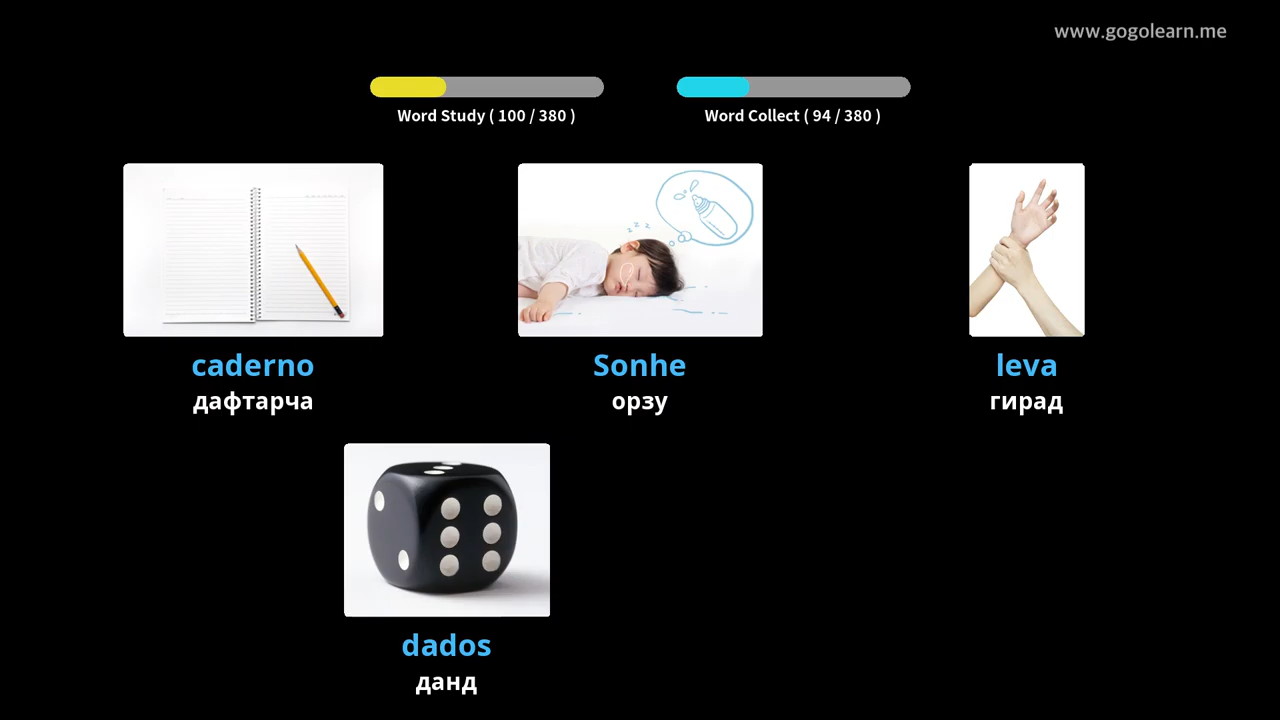 www.gogolearn.me
Word Study ( 100 / 380 )
Word Collect ( 94 / 380 )
caderno
дафтарча
Sonhe
орзу
leva
гирад
dados
данд